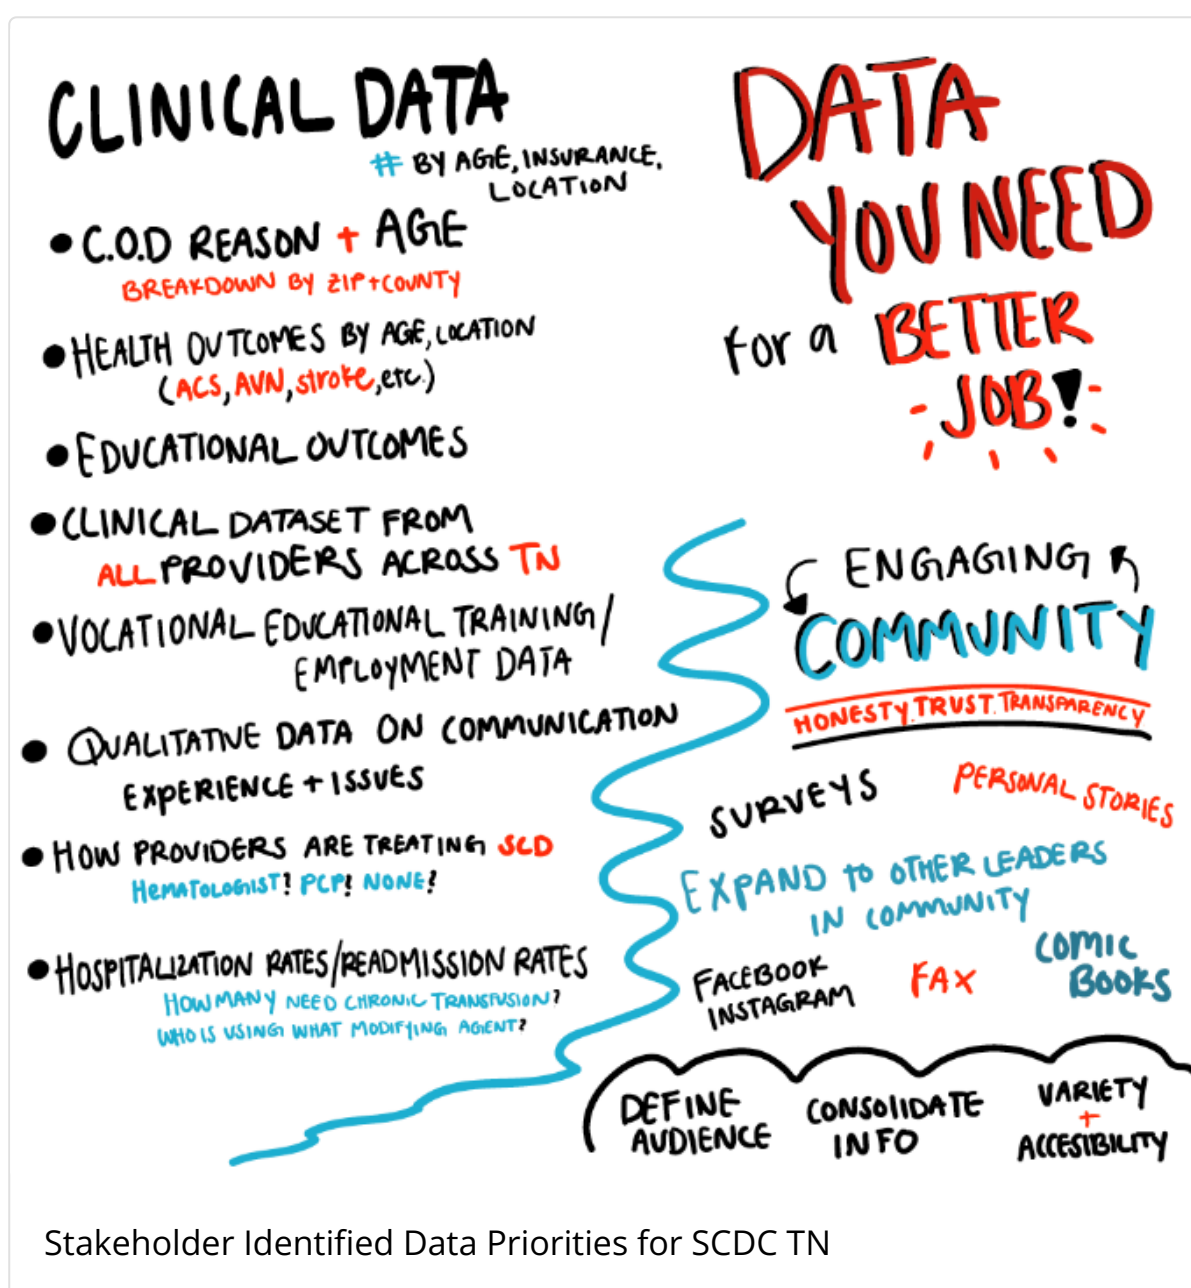 CLINICAL DATA
# BY AGE, INSURANCE,
LOCATION
• C.O.D REASON + AGE
BREAKDOWN BY ZIP+COUNTY
• HEALTH OUTCOMES BY AGE, LOCATION
(ACS, AVN, stroke, etc.)
• EDUCATIONAL OUTCOMES
• CLINICAL DATASET FROM
ALL PROVIDERS ACROSS TN
• VOCATIONAL EDUCATIONAL TRAINING/
EMPLOYMENT DATA
• QUALITATIVE DATA ON COMMUNICATION
EXPERIENCE + ISSUES
• HOW PROVIDERS ARE TREATING SCD
HEMATOLOGIST? PCP? NONE?
• HOSPITALIZATION RATES/READMISSION RATES
HOW MANY NEED CHRONIC TRANSFUSION?
WHO IS USING WHAT MODIFYING AGENT?
DATA
YOU NEED
for a BETTER
JOB!
ENGAGING
COMMUNITY
HONESTY. TRUST. TRANSPARENCY
SURVEYS
PERSONAL STORIES
EXPAND to OTHER LEADERS
IN COMMUNITY
FACEBOOK
INSTAGRAM
FAX
COMIC
BOOKS
DEFINE
AUDIENCE
CONSOLIDATE
INFO
VARIETY
+
ACCESIBILITY
Stakeholder Identified Data Priorities for SCDC TN